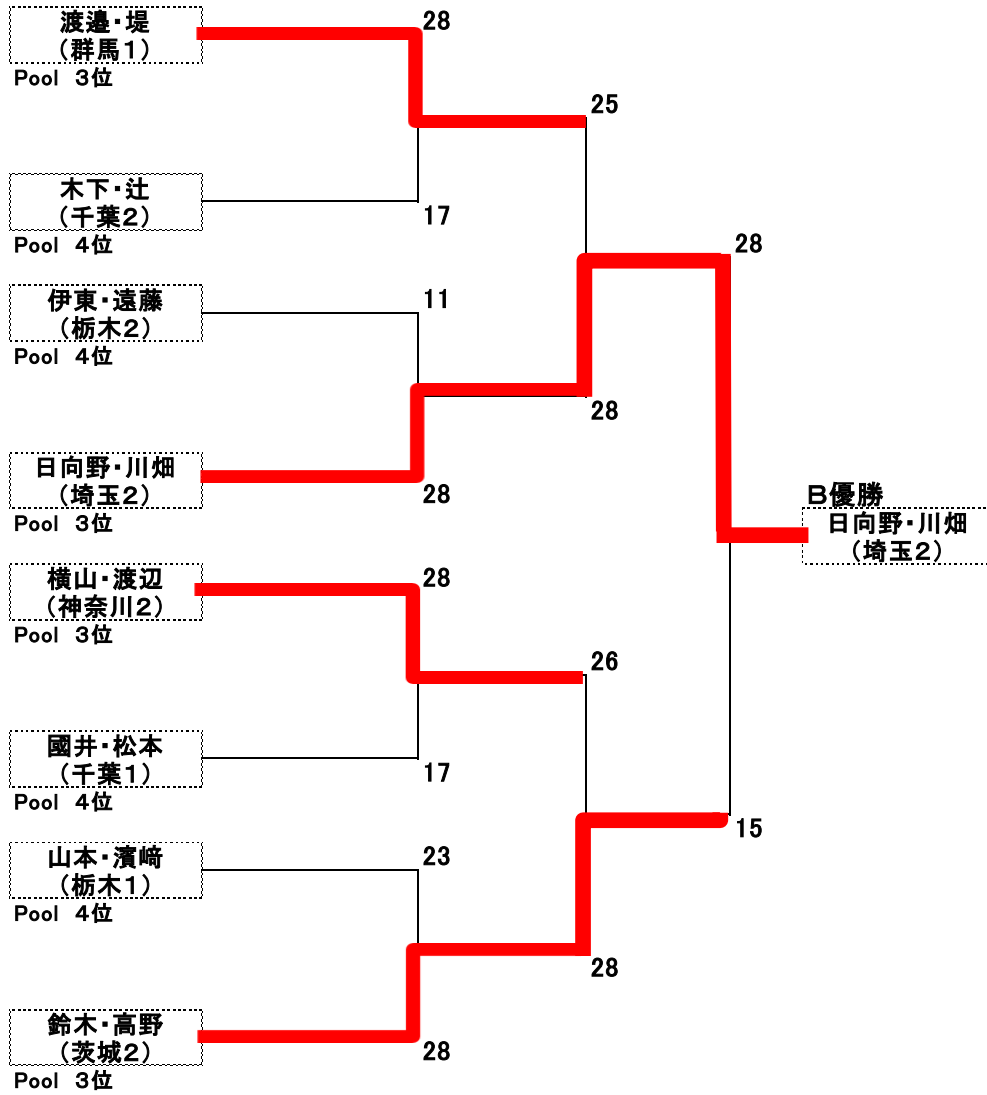 渡邉・堤
(群馬1)
28
Pool 3位
25
木下・辻
(千葉2)
17
Pool 4位
28
伊東・遠藤
(栃木2)
11
Pool 4位
28
日向野・川畑
(埼玉2)
28
Pool 3位
B優勝
日向野・川畑
(埼玉2)
横山・渡辺
(神奈川2)
28
Pool 3位
26
國井・松本
(千葉1)
17
Pool 4位
15
山本・濱﨑
(栃木1)
23
Pool 4位
28
鈴木・高野
(茨城2)
28
Pool 3位